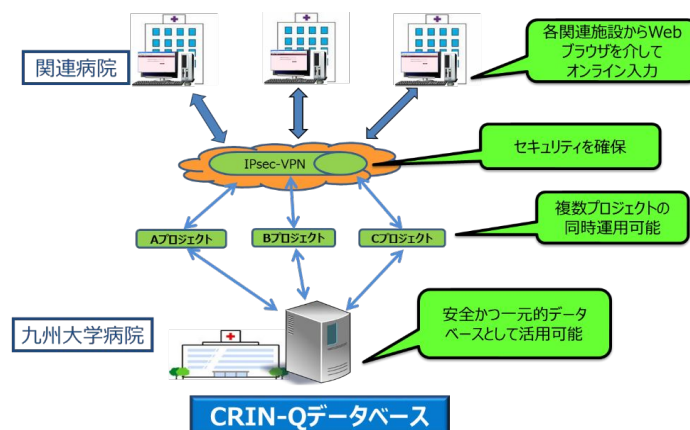 各関連施設からWeb
ブラウザを介して
オンライン入力
関連病院
IPsec-VPN
セキュリティを確保
複数プロジェクトの
同時運用可能
Aプロジェクト
Bプロジェクト
Cプロジェクト
安全かつ一元的データ
ベースとして活用可能
九州大学病院
CRIN-Qデータベース